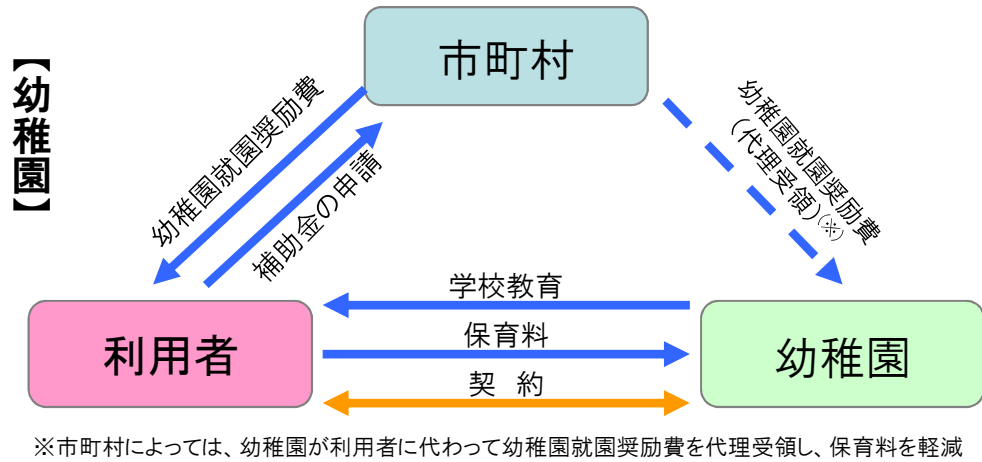 【幼稚園】
市町村
幼稚園就園奨励費
補助金の申請
幼稚園就園奨励費
(代理受領)(※)
学校教育
利用者
保育料
幼稚園
契　約
※市町村によっては、幼稚園が利用者に代わって幼稚園就園奨励費を代理受領し、保育料を軽減